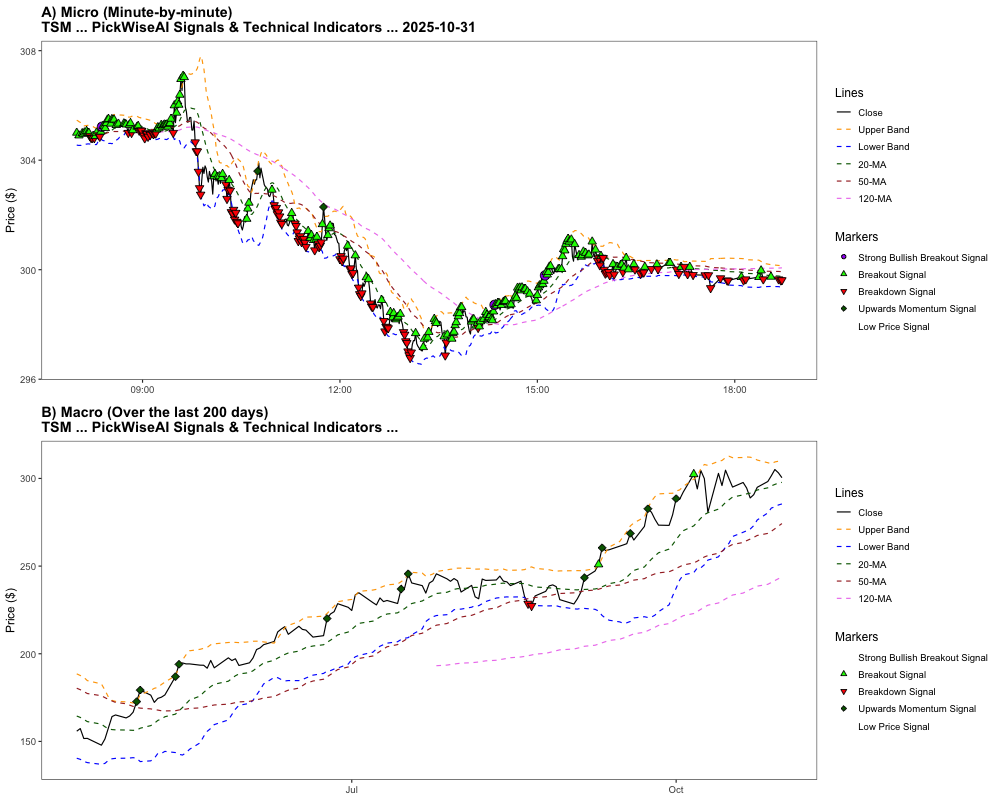 A) Micro (Minute-by-minute)
TSM ... PickWiseAI Signals & Technical Indicators ... 2025-10-31
308
304
300
296
Price ($)
09:00
12:00
15:00
18:00
Lines
Close
Upper Band
Lower Band
20-MA
50-MA
120-MA
Markers
Strong Bullish Breakout Signal
Breakout Signal
Breakdown Signal
Upwards Momentum Signal
Low Price Signal
B) Macro (Over the last 200 days)
TSM ... PickWiseAI Signals & Technical Indicators ...
300
250
200
150
Price ($)
Jul
Oct
Lines
Close
Upper Band
Lower Band
20-MA
50-MA
120-MA
Markers
Strong Bullish Breakout Signal
Breakout Signal
Breakdown Signal
Upwards Momentum Signal
Low Price Signal